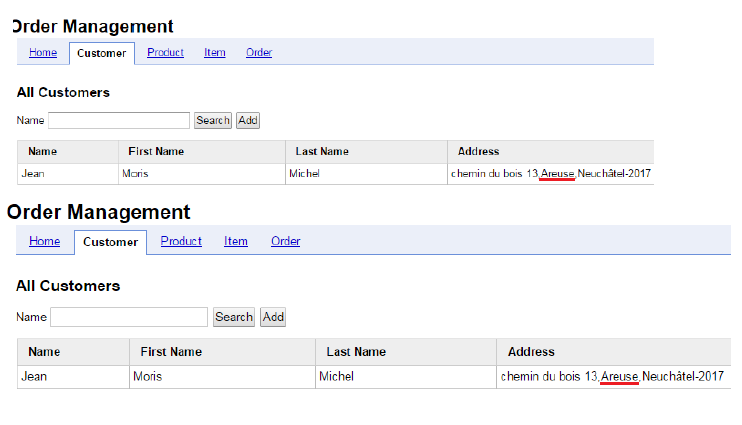 Order Management
Home Customer Product Item Order
All Customers
Name Search Add
Name First Name Last Name Address
Jean Moris Michel chemin du bois 13,Areuse,Neuchâtel-2017
Order Management
Home Customer Product Item Order
All Customers
Name Search Add
Name First Name Last Name Address
Jean Moris Michel chemin du bois 13,Areuse,Neuchâtel-2017